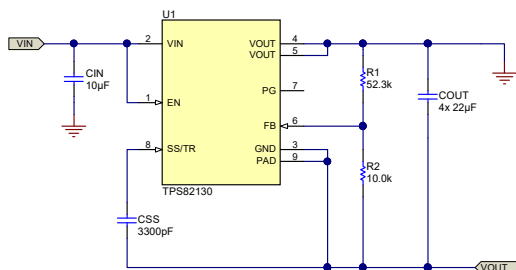 U1
VIN
2
VIN
VOUT
4
VOUT
5
CIN
10µF
R1
52.3k
PG
7
COUT
4x 22µF
1
EN
FB
6
8
SS/TR
GND
3
PAD
9
R2
10.0k
TPS82130
CSS
3300pF
VOUT